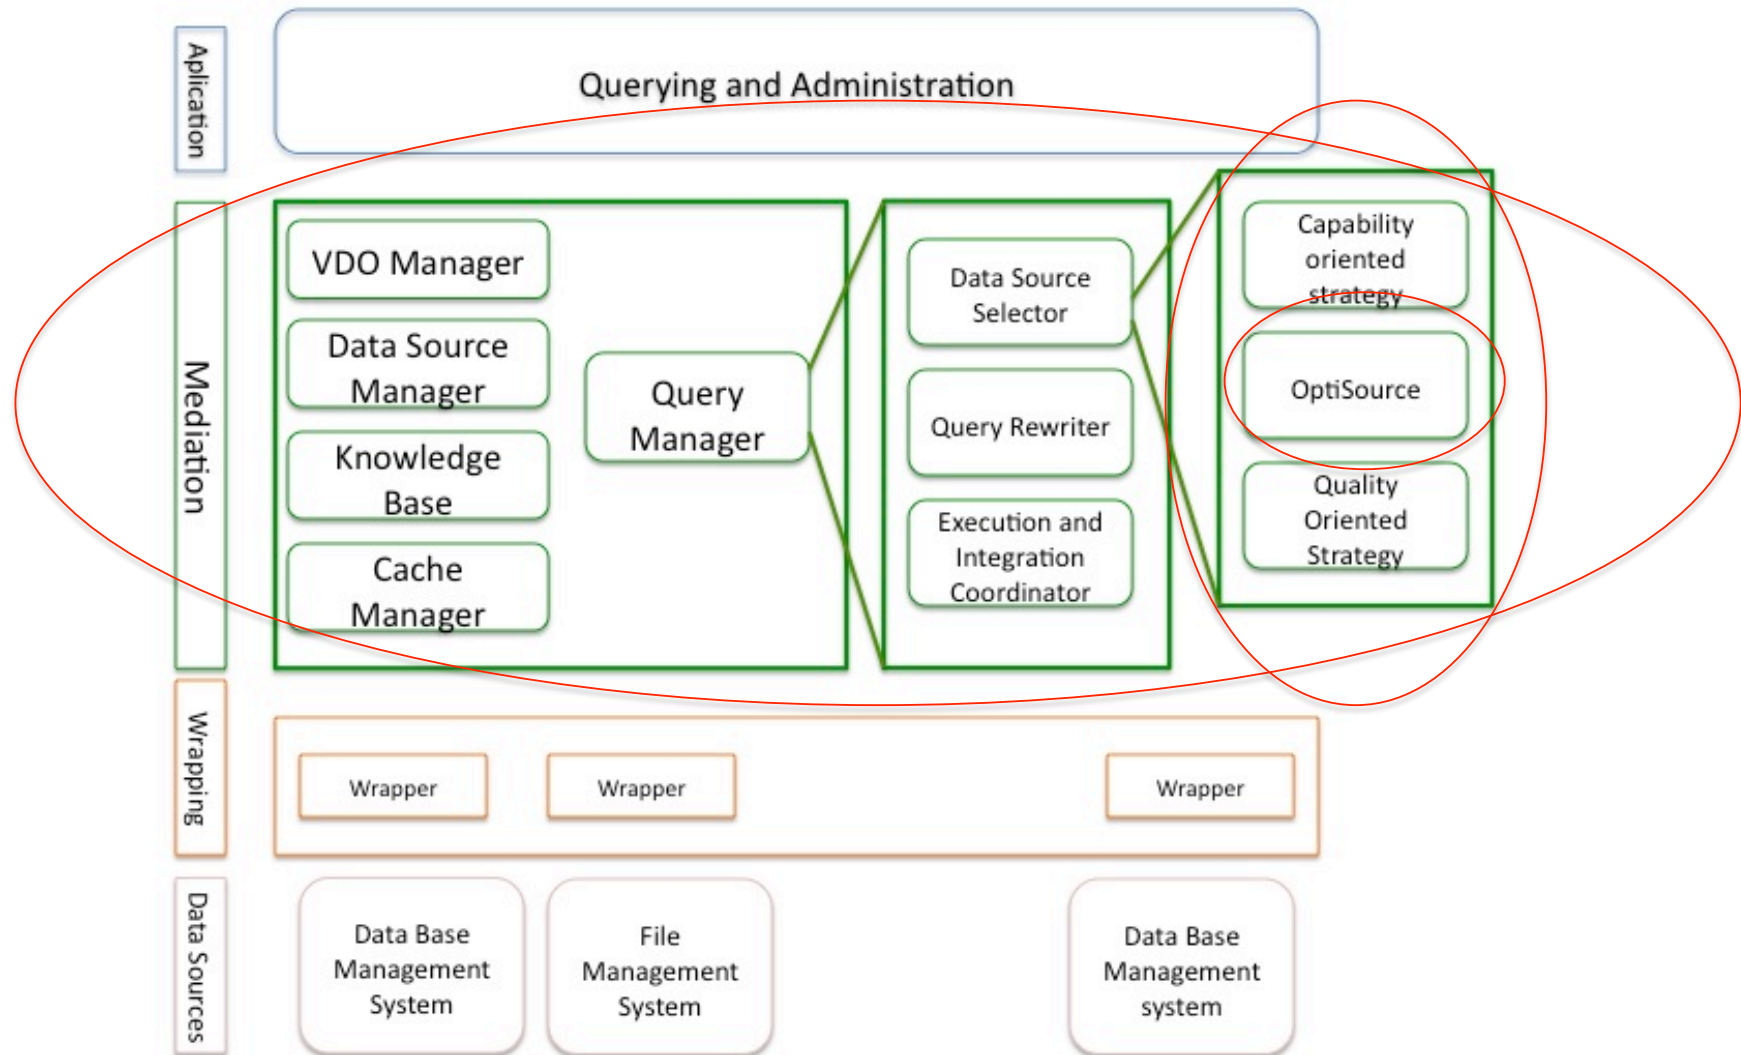 Aplication
Querying and Administration
Mediation
VDO Manager
Data Source
Manager
Knowledge
Base
Cache
Manager
Query
Manager
Data Source
Selector
Query Rewriter
Execution and
Integration
Coordinator
Capability
oriented
strategy
OptiSource
Quality
Oriented
Strategy
Wrapping
Wrapper
Wrapper
Wrapper
Data Sources
Data Base
Management
System
File
Management
System
Data Base
Management
system